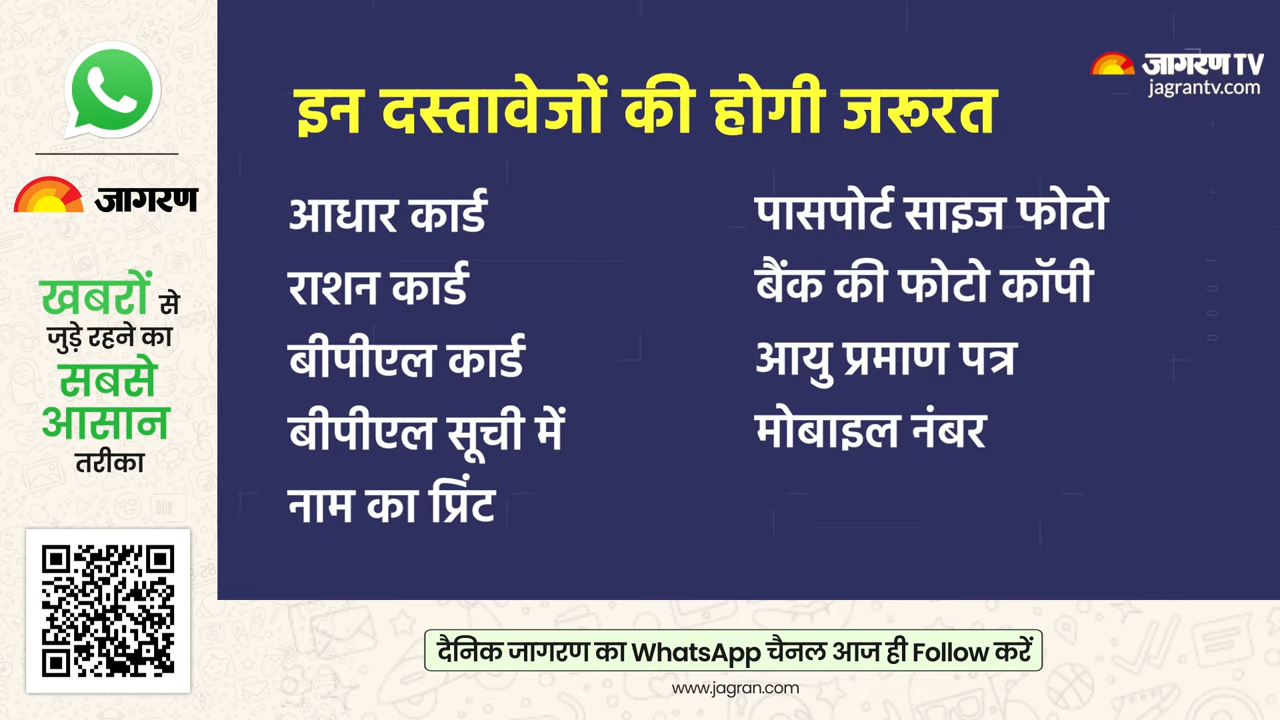 जागरण
खबरों से
जुड़े रहने का
सबसे
आसान
तरीका
जागरण TV
jagrantv.com
इन दस्तावेजों की होगी जरूरत
आधार कार्ड
राशन कार्ड
बीपीएल कार्ड
बीपीएल सूची में
नाम का प्रिंट
पासपोर्ट साइज फोटो
बैंक की फोटो कॉपी
आयु प्रमाण पत्र
मोबाइल नंबर
दैनिक जागरण का WhatsApp चैनल आज ही Follow करें
www.jagran.com